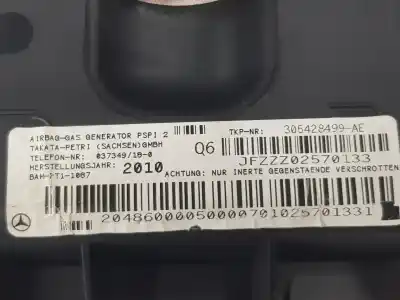 AIRBAG-GAS GENERATOR PSPI 2
TAKATA-PETRI (SACHSEN)GMBH
TELEFON-NR: 037349/18-0
HERSTELLUNGSJAHR: 2010
BAM-PT1-1087
Q6
TKP-NR: 305428499-AE
JFZZZ02570133
ACHTUNG: NUR INERTE GEGENSTAENDE VERSCHROTTEN
20486000050000701025701331